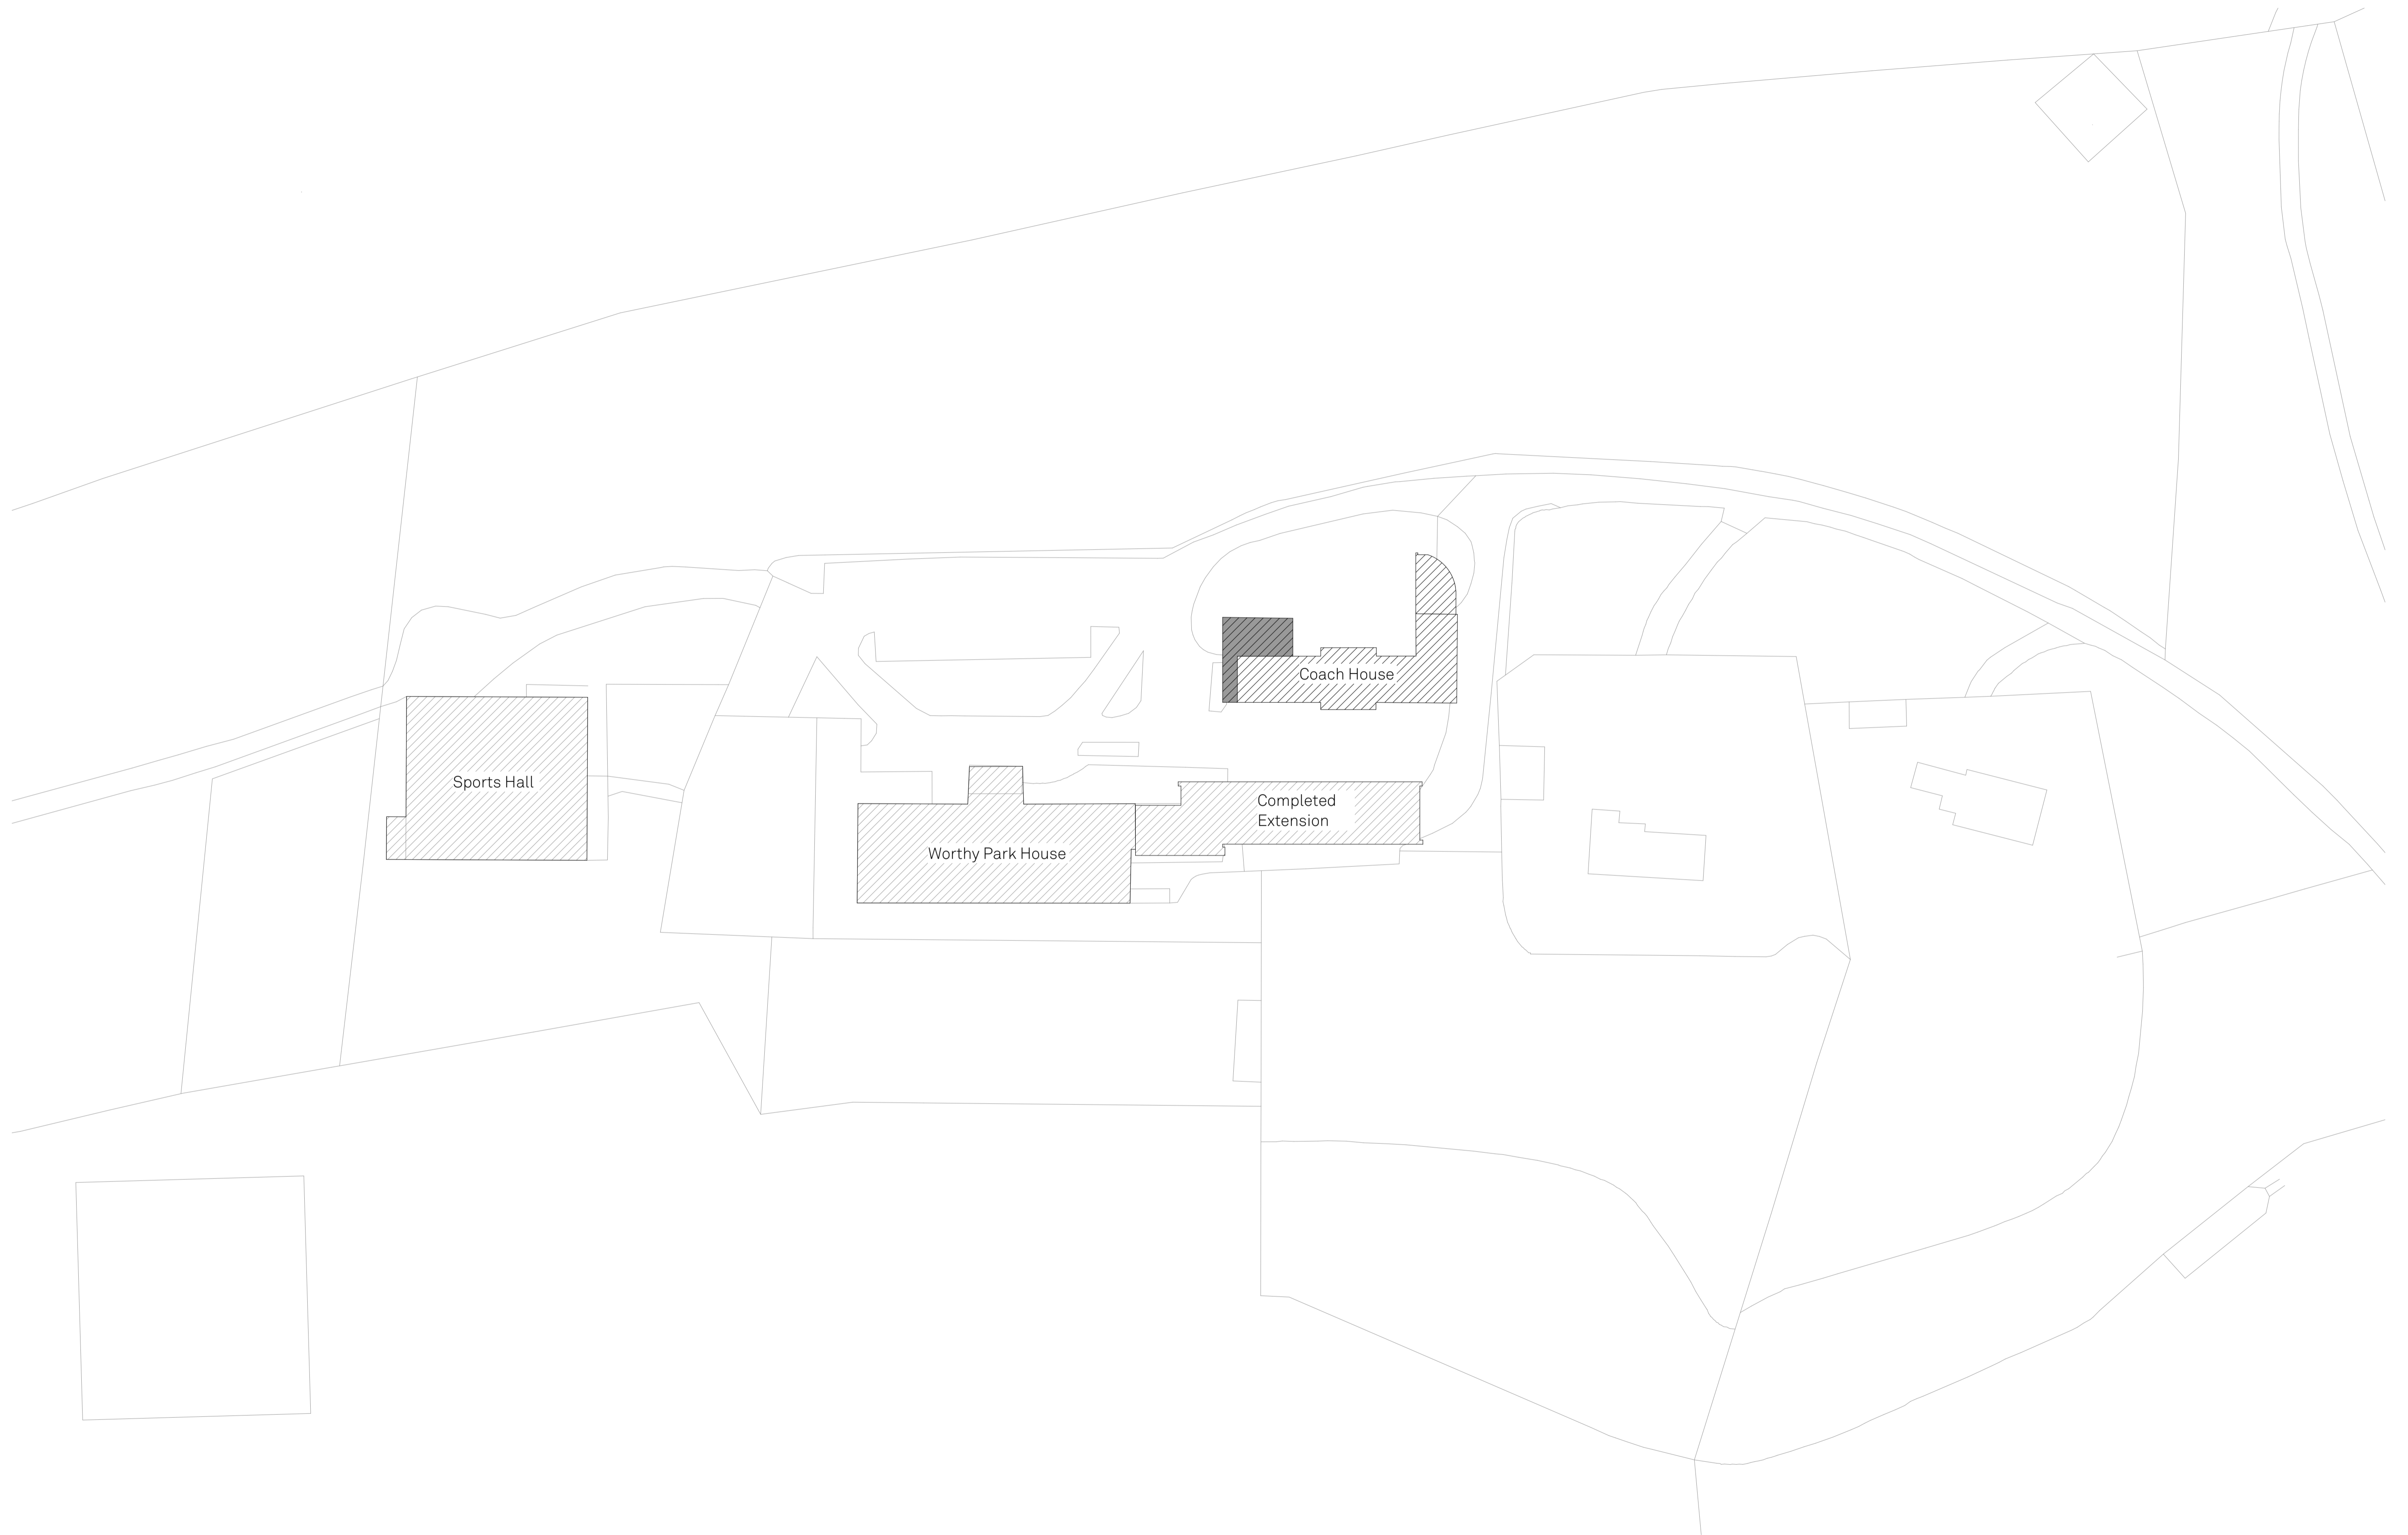 Coach House
Sports Hall
Completed
Extension
Worthy Park House